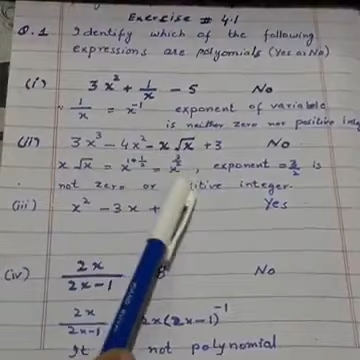 Exercise # 4.1
Q.1 Identify which of the following
expressions are polyomials (Yes or No)
(i) 3x² + 1/x - 5 No
∵ 1/x = x⁻¹ exponent of variable
is neither zero nor positive
(ii) 3x³ - 4x² - x√x + 3 No
x√x = x^(1+1/2) = x^(3/2), exponent = 3/2 is
not zero or integer.
(iii) x² - 3x + Yes
(iv) 2x/(2x-1) No
2x/(2x-1) 2x(2x-1)⁻¹
It not polynomial